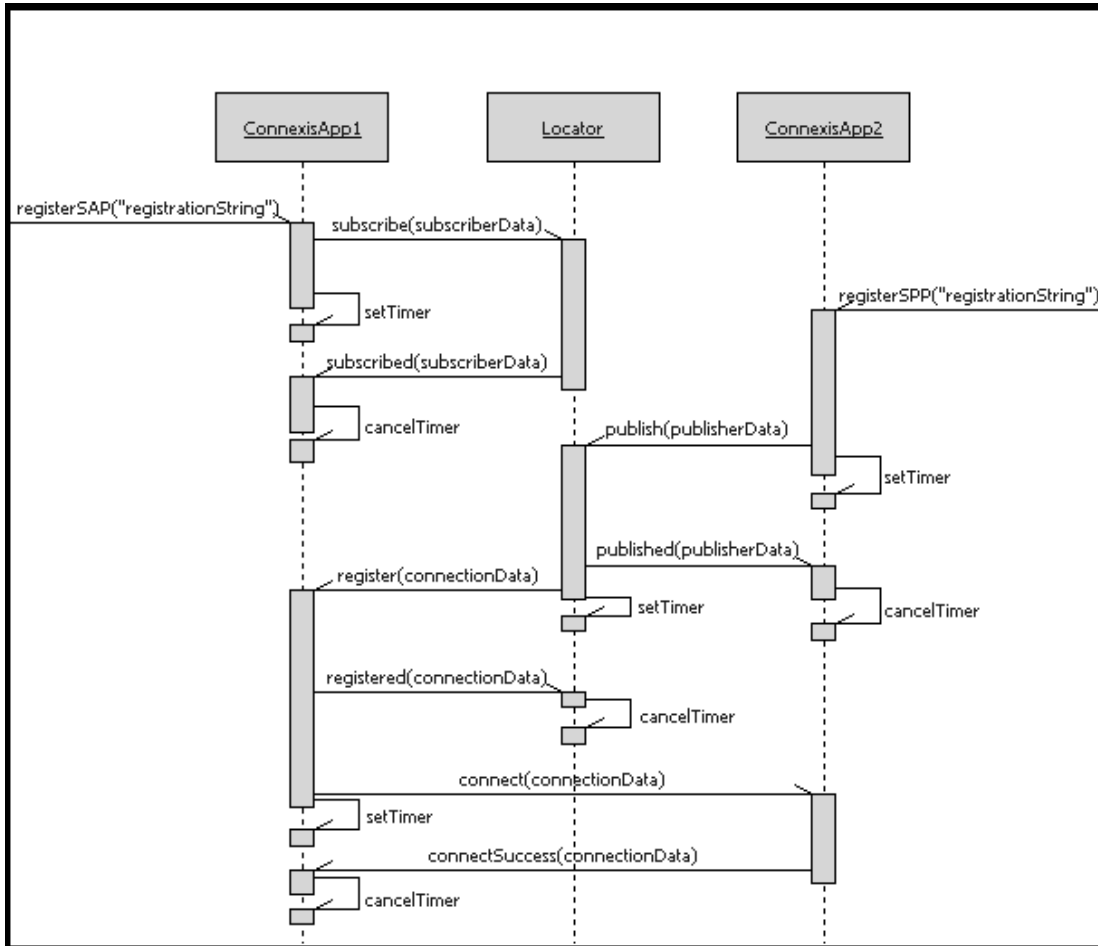 ConnexisApp1
Locator
ConnexisApp2
registerSAP("registrationString")
subscribe(subscriberData)
registerSPP("registrationString")
setTimer
subscribed(subscriberData)
cancelTimer
publish(publisherData)
setTimer
published(publisherData)
register(connectionData)
setTimer
cancelTimer
registered(connectionData)
cancelTimer
connect(connectionData)
setTimer
connectSuccess(connectionData)
cancelTimer